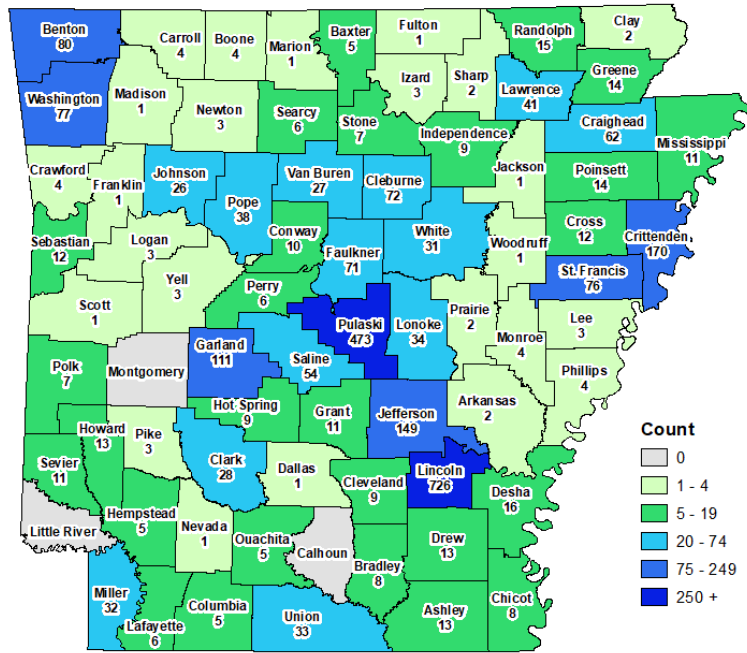 Benton
80
Carroll
4
Boone
4
Marion
1
Baxter
5
Fulton
1
Randolph
15
Clay
2
Washington
77
Madison
1
Newton
3
Searcy
6
Stone
7
Izard
3
Sharp
2
Lawrence
41
Greene
14
Independence
9
Craighead
62
Mississippi
11
Crawford
4
Franklin
1
Johnson
26
Pope
38
Van Buren
27
Cleburne
72
Jackson
1
Poinsett
14
Sebastian
12
Logan
3
Conway
10
Faulkner
71
White
31
Woodruff
1
Cross
12
Crittenden
170
St. Francis
76
Scott
1
Yell
3
Perry
6
Pulaski
473
Lonoke
34
Prairie
2
Monroe
4
Lee
3
Phillips
4
Polk
7
Montgomery
Garland
111
Saline
54
Hot Spring
9
Grant
11
Jefferson
149
Arkansas
2
Howard
13
Pike
3
Clark
28
Dallas
1
Cleveland
9
Lincoln
726
Desha
16
Sevier
11
Little River
Hempstead
5
Nevada
1
Ouachita
5
Calhoun
Bradley
8
Drew
13
Miller
32
Lafayette
6
Columbia
5
Union
33
Ashley
13
Chicot
8
Count
0
1 - 4
5 - 19
20 - 74
75 - 249
250 +